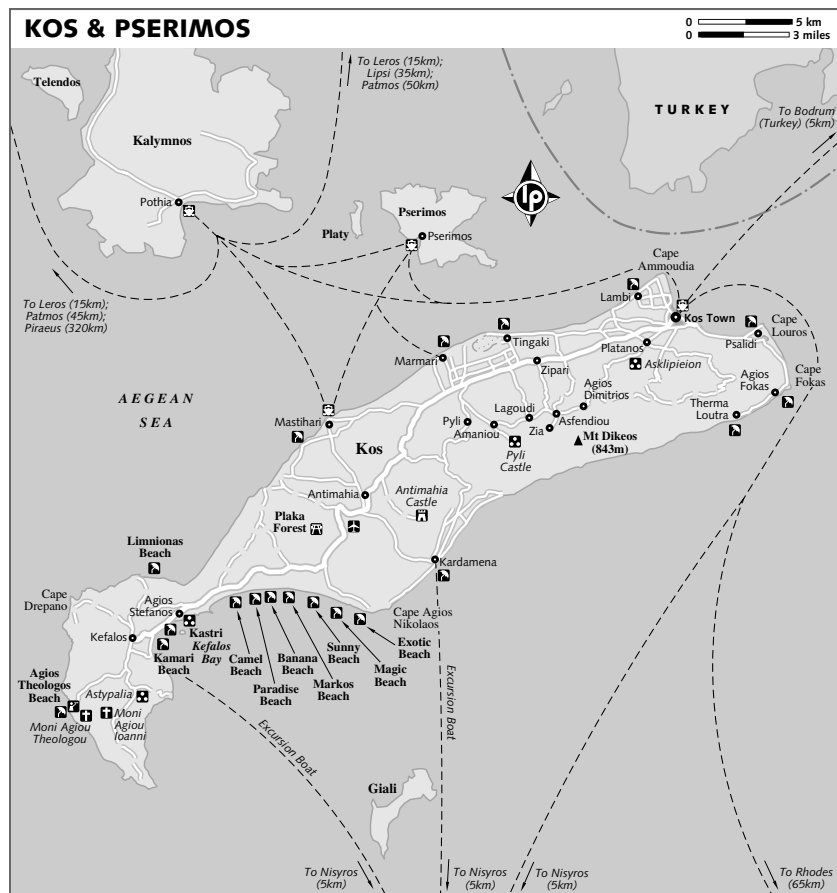 KOS & PSERIMOS
0 5 km
0 3 miles
To Leros (15km);
Lipsi (35km);
Patmos (50km)
Telendos
TURKEY
To Bodrum
(Turkey) (5km)
Kalymnos
lp
Pothia
Pserimos
Platy
Pserimos
Cape
Ammoudia
To Leros (15km);
Patmos (45km);
Piraeus (320km)
Lambi
Kos Town
Cape
Louros
Psalidi
Tingaki
Platanos
Marmari
Zipari
Asklipieion
Cape
Fokas
Agios
Fokas
Agios
Dimitrios
Therma
Loutra
AEGEAN
SEA
Lagoudi
Mastihari
Pyli
Amaniou
Asfendiou
Zia
Mt Dikeos
(843m)
Pyli
Castle
Kos
Antimahia
Antimahia
Castle
Plaka
Forest
Limnionas
Beach
Kardamena
Cape
Drepano
Agios
Stefanos
Cape Agios
Nikolaos
Kefalos
Kastri
Kefalos
Bay
Kamari
Beach
Camel
Beach
Paradise
Beach
Banana
Beach
Markos
Beach
Sunny
Beach
Magic
Beach
Exotic
Beach
Agios
Theologos
Beach
Astypalia
Moni Agiou
Theologou
Moni
Agiou
Ioanni
Excursion Boat
Excursion Boat
Giali
To Nisyros
(5km)
To Nisyros
(5km)
To Nisyros
(5km)
To Rhodes
(65km)